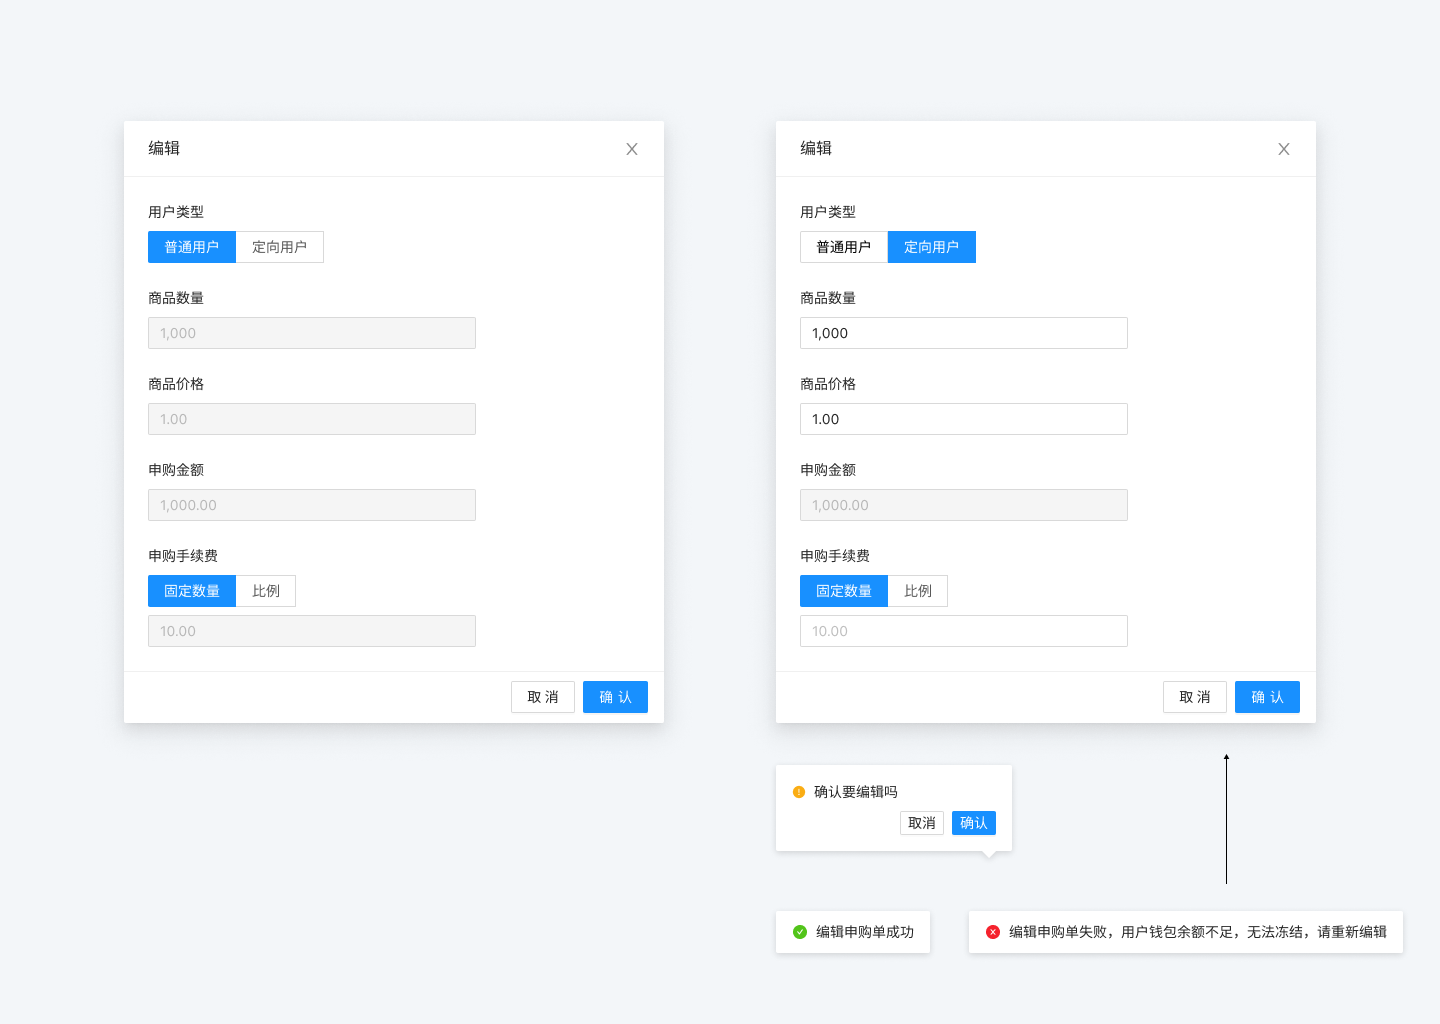 编辑
用户类型
普通用户 定向用户
商品数量
1,000
商品价格
1.00
申购金额
1,000.00
申购手续费
固定数量 比例
10.00
取 消 确 认
编辑
用户类型
普通用户 定向用户
商品数量
1,000
商品价格
1.00
申购金额
1,000.00
申购手续费
固定数量 比例
10.00
取 消 确 认
确认要编辑吗
取消 确认
编辑申购单成功
编辑申购单失败，用户钱包余额不足，无法冻结，请重新编辑